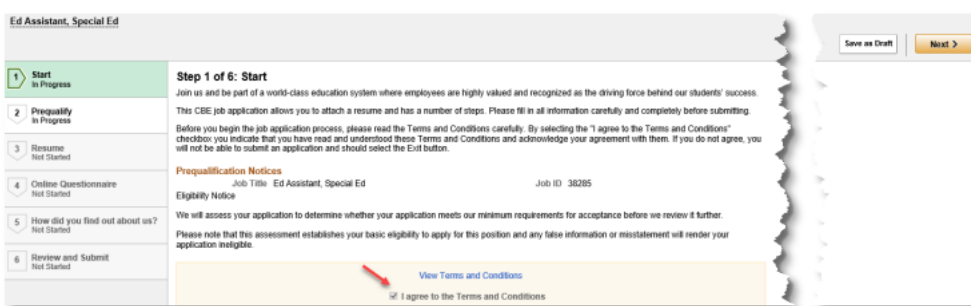 Ed Assistant, Special Ed
Save as Draft
Next >
1 Start
In Progress
2 Prequalify
In Progress
3 Resume
Not Started
4 Online Questionnaire
Not Started
5 How did you find out about us?
Not Started
6 Review and Submit
Not Started
Step 1 of 6: Start
Join us and be part of a world-class education system where employees are highly valued and recognized as the driving force behind our students' success.
This CBE job application allows you to attach a resume and has a number of steps. Please fill in all information carefully and completely before submitting.
Before you begin the job application process, please read the Terms and Conditions carefully. By selecting the "I agree to the Terms and Conditions"
checkbox you indicate that you have read and understood these Terms and Conditions and acknowledge your agreement with them. If you do not agree, you
will not be able to submit an application and should select the Exit button.
Prequalification Notices
Job Title Ed Assistant, Special Ed Job ID 38285
Eligibility Notice
We will assess your application to determine whether your application meets our minimum requirements for acceptance before we review it further.
Please note that this assessment establishes your basic eligibility to apply for this position and any false information or misstatement will render your
application ineligible.
View Terms and Conditions
I agree to the Terms and Conditions